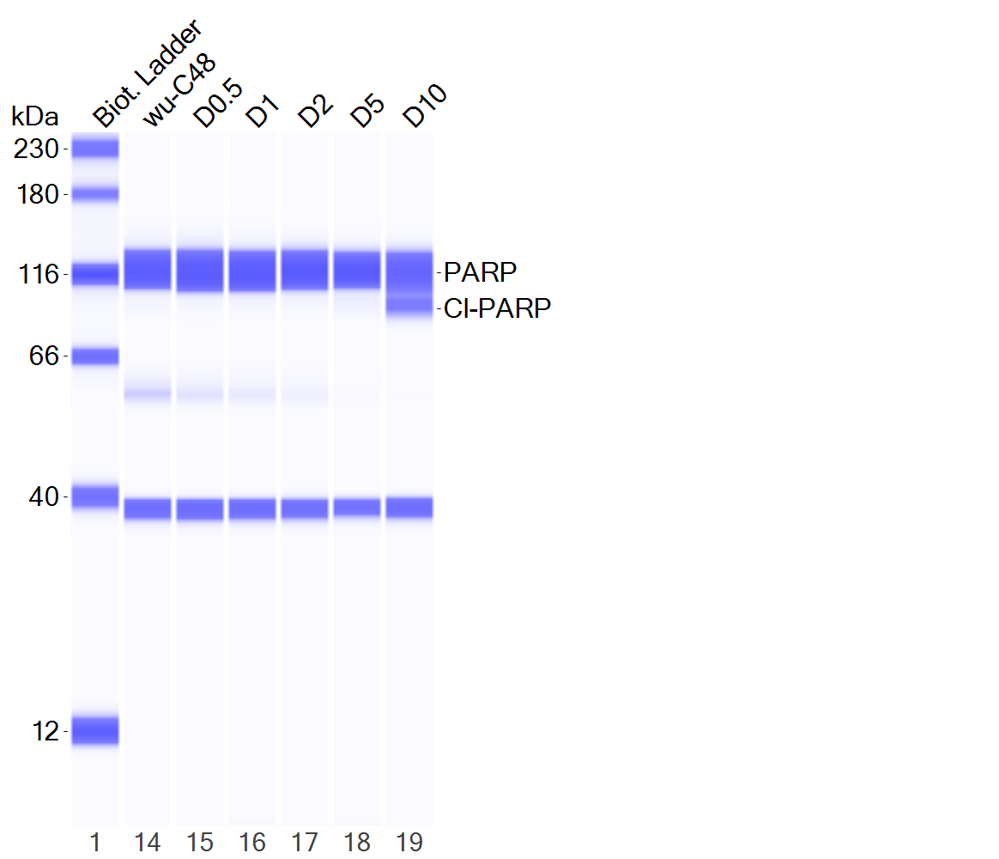 Biot. Ladder
wu-C48
D0.5
D1
D2
D5
D10
kDa
230
180
116
66
40
12
PARP
Cl-PARP
1 14 15 16 17 18 19